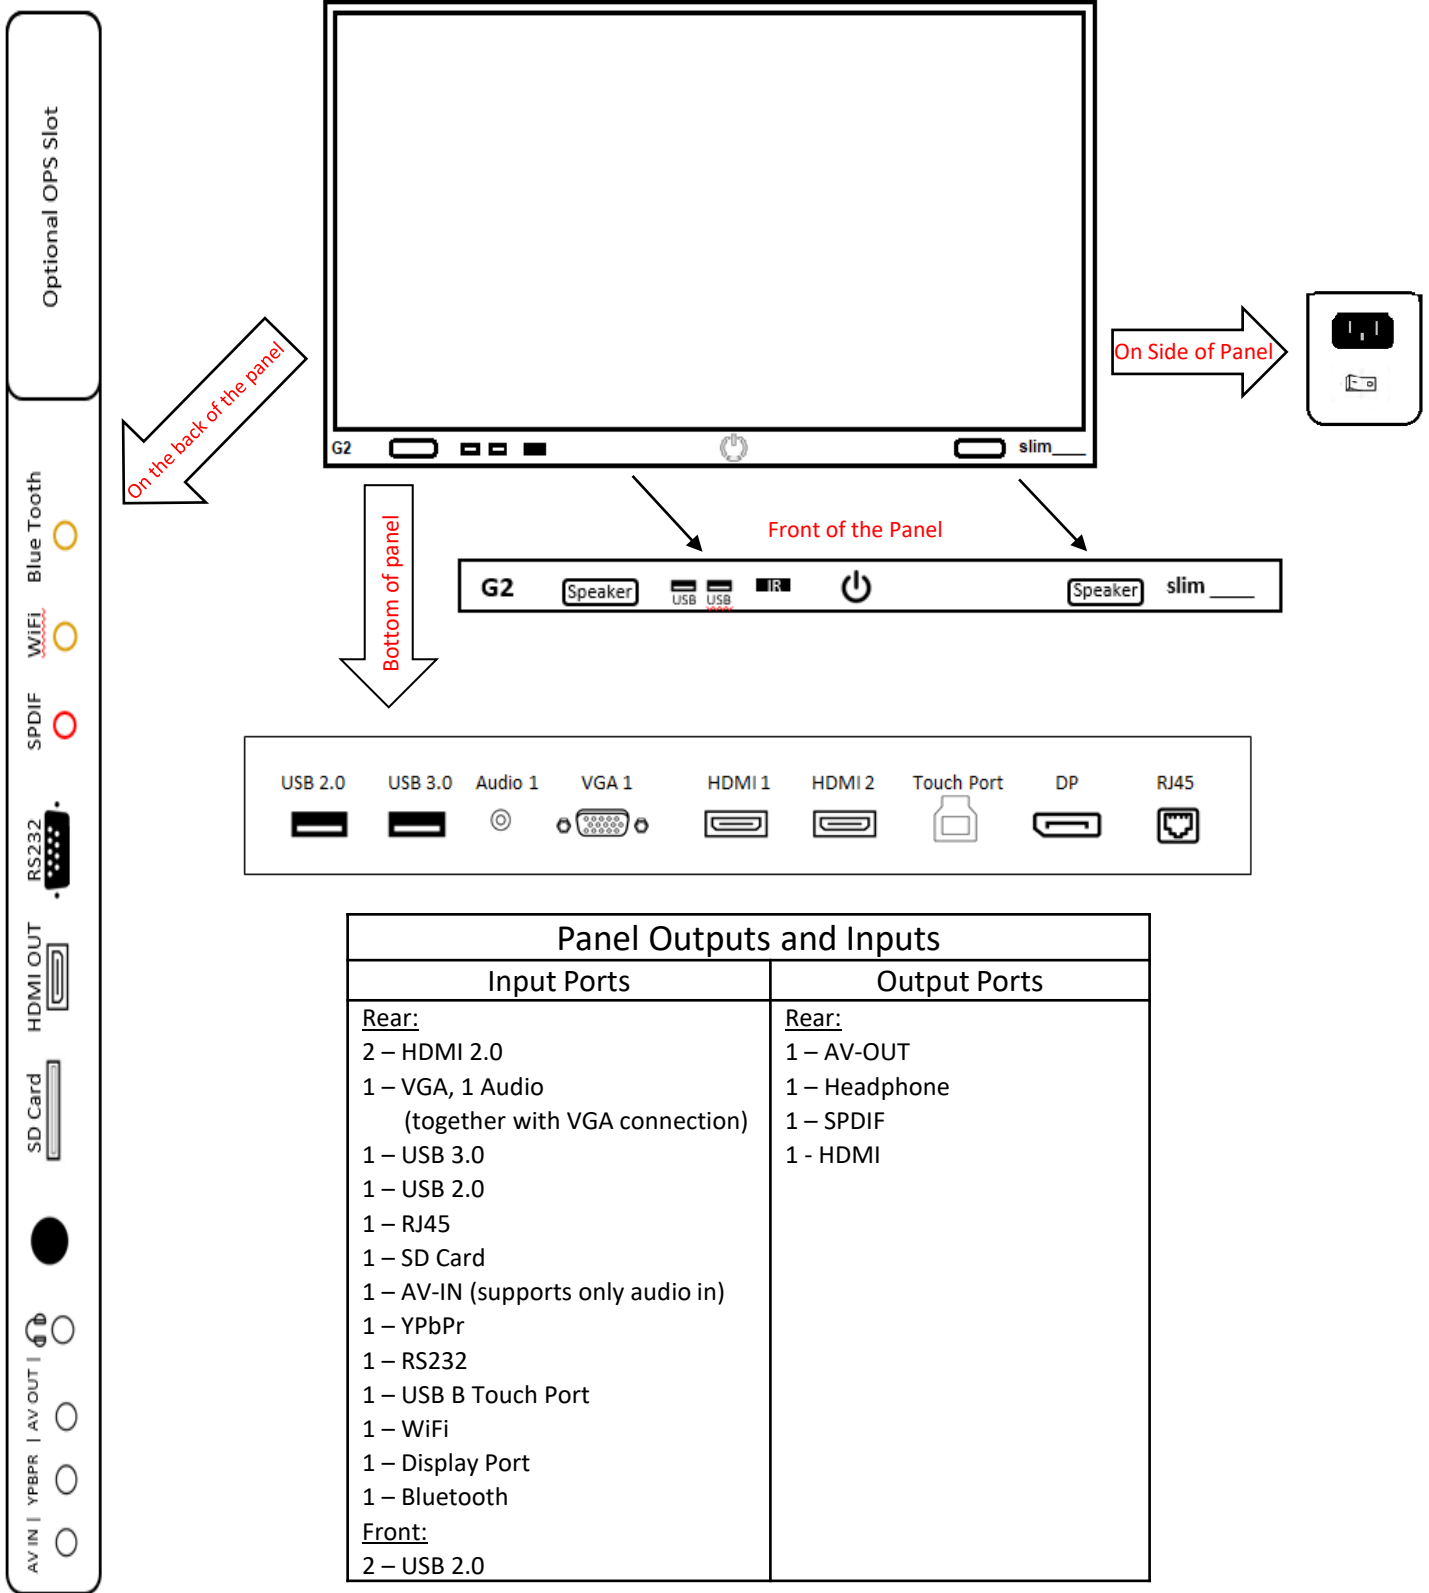 Optional OPS Slot
Blue Tooth
WiFi
SPDIF
RS232
HDMI OUT
SD Card
AV IN | YPBPR | AV OUT |
On the back of the panel
G2
slim____
On Side of Panel
Bottom of panel
Front of the Panel
G2 Speaker USB USB IR Speaker slim ____
USB 2.0 USB 3.0 Audio 1 VGA 1 HDMI 1 HDMI 2 Touch Port DP RJ45
Panel Outputs and Inputs
Input Ports
Rear:
2 – HDMI 2.0
1 – VGA, 1 Audio
(together with VGA connection)
1 – USB 3.0
1 – USB 2.0
1 – RJ45
1 – SD Card
1 – AV-IN (supports only audio in)
1 – YPbPr
1 – RS232
1 – USB B Touch Port
1 – WiFi
1 – Display Port
1 – Bluetooth
Front:
2 – USB 2.0
Output Ports
Rear:
1 – AV-OUT
1 – Headphone
1 – SPDIF
1 - HDMI